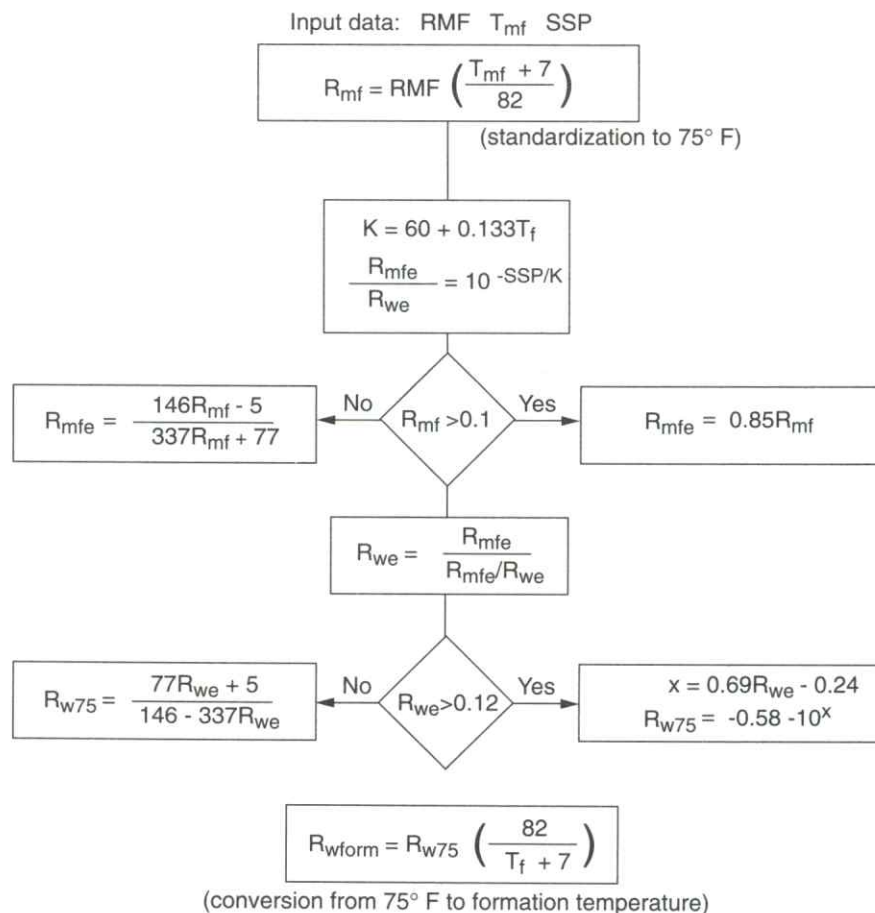 Input data: RMF T_mf SSP
R_mf = RMF ( (T_mf + 7) / 82 )
(standardization to 75° F)
K = 60 + 0.133T_f
R_mfe / R_we = 10^(-SSP/K)
R_mfe = (146R_mf - 5) / (337R_mf + 77)
No
R_mf >0.1
Yes
R_mfe = 0.85R_mf
R_we = R_mfe / (R_mfe/R_we)
R_w75 = (77R_we + 5) / (146 - 337R_we)
No
R_we>0.12
Yes
x = 0.69R_we - 0.24
R_w75 = -0.58 -10^x
R_wform = R_w75 ( 82 / (T_f + 7) )
(conversion from 75° F to formation temperature)